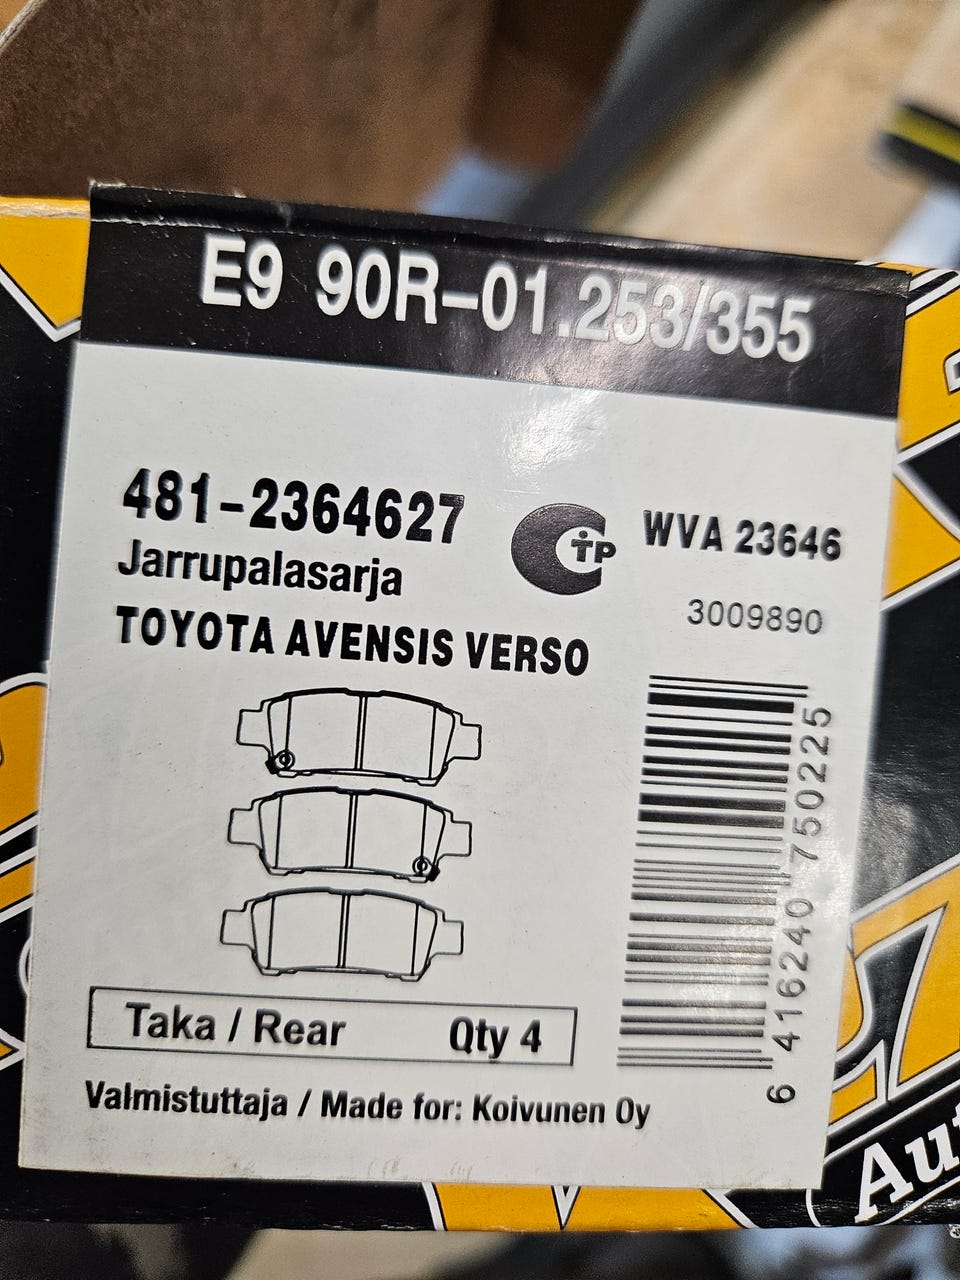 E9 90R-01.253/355
481-2364627
Jarrupalasarja
TOYOTA AVENSIS VERSO
WVA 23646
3009890
Taka / Rear Qty 4
Valmistuttaja / Made for: Koivunen Oy
6 416240 750225